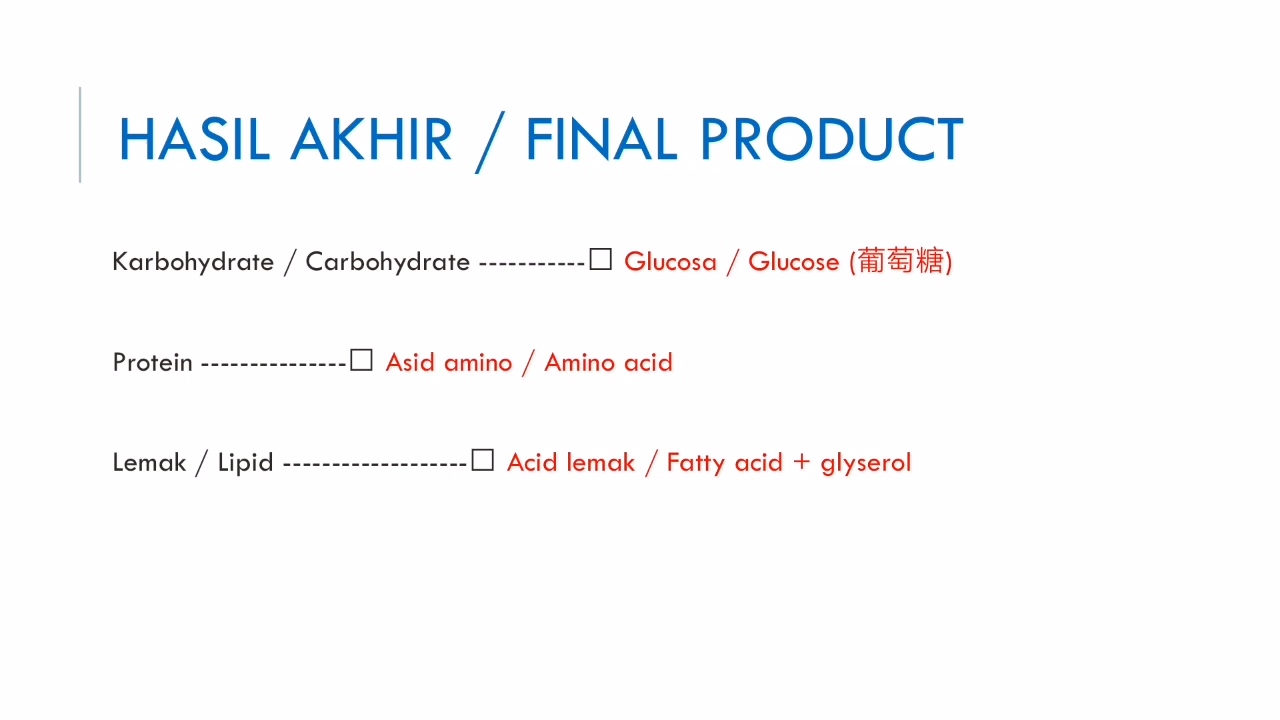 HASIL AKHIR / FINAL PRODUCT
Karbohydrate / Carbohydrate -----------□ Glucosa / Glucose (葡萄糖)
Protein ---------------□ Asid amino / Amino acid
Lemak / Lipid -------------------□ Acid lemak / Fatty acid + glyserol